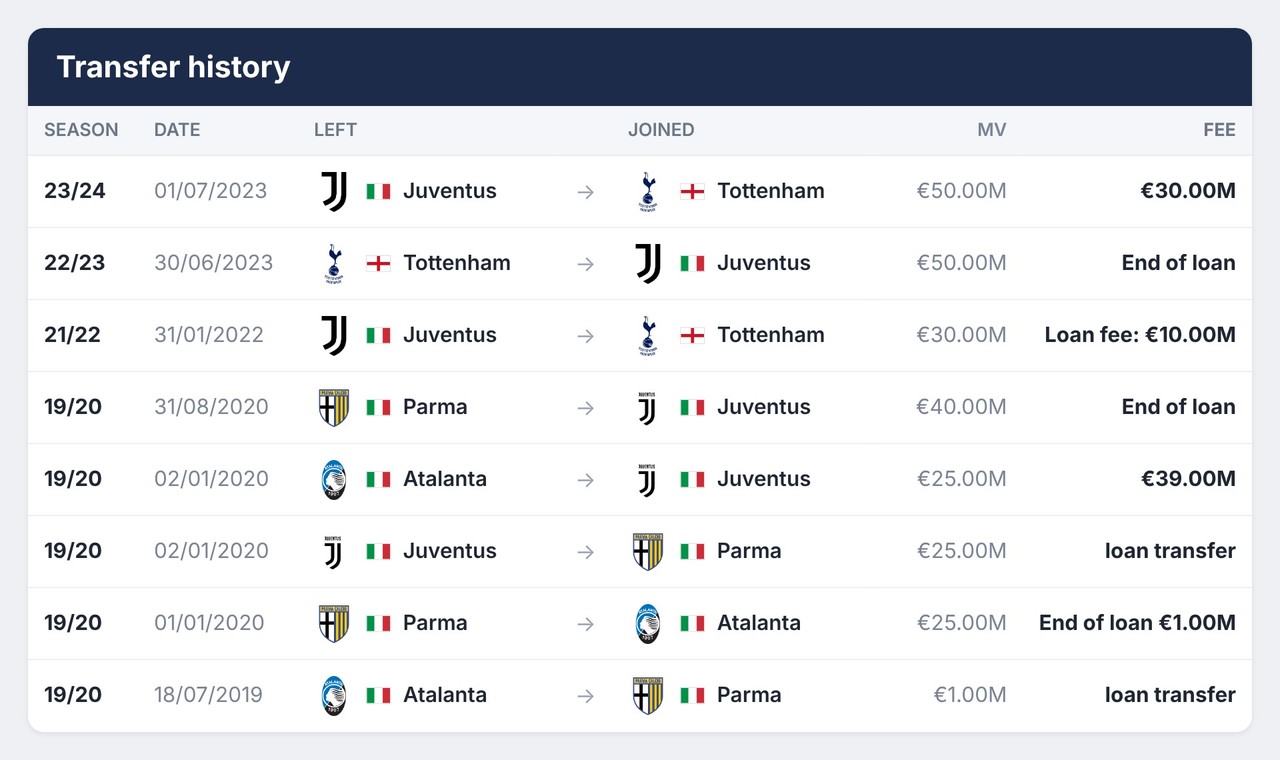 Transfer history
SEASON DATE LEFT JOINED MV FEE
23/24 01/07/2023 Juventus → Tottenham €50.00M €30.00M
22/23 30/06/2023 Tottenham → Juventus €50.00M End of loan
21/22 31/01/2022 Juventus → Tottenham €30.00M Loan fee: €10.00M
19/20 31/08/2020 Parma → Juventus €40.00M End of loan
19/20 02/01/2020 Atalanta → Juventus €25.00M €39.00M
19/20 02/01/2020 Juventus → Parma €25.00M loan transfer
19/20 01/01/2020 Parma → Atalanta €25.00M End of loan €1.00M
19/20 18/07/2019 Atalanta → Parma €1.00M loan transfer